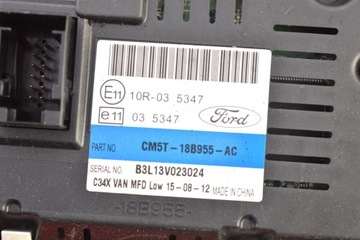 E11 10R-03 5347
e11 03 5347
Ford
PART NO. CM5T-18B955-AC
SERIAL NO. B3L13V023024
C34X VAN MFD Low 15-08-12 MADE IN CHINA
-18B955-